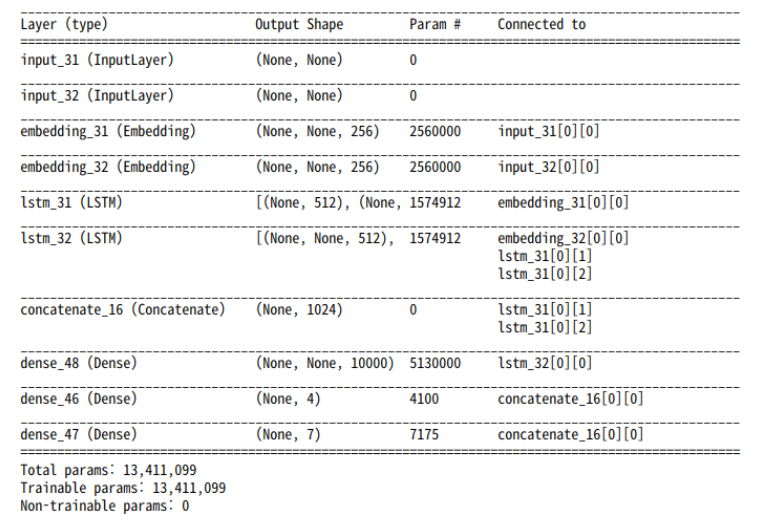 Layer (type) Output Shape Param # Connected to
input_31 (InputLayer) (None, None) 0
input_32 (InputLayer) (None, None) 0
embedding_31 (Embedding) (None, None, 256) 2560000 input_31[0][0]
embedding_32 (Embedding) (None, None, 256) 2560000 input_32[0][0]
lstm_31 (LSTM) [(None, 512), (None, 1574912 embedding_31[0][0]
lstm_32 (LSTM) [(None, None, 512), 1574912 embedding_32[0][0]
lstm_31[0][1]
lstm_31[0][2]
concatenate_16 (Concatenate) (None, 1024) 0 lstm_31[0][1]
lstm_31[0][2]
dense_48 (Dense) (None, None, 10000) 5130000 lstm_32[0][0]
dense_46 (Dense) (None, 4) 4100 concatenate_16[0][0]
dense_47 (Dense) (None, 7) 7175 concatenate_16[0][0]
Total params: 13,411,099
Trainable params: 13,411,099
Non-trainable params: 0